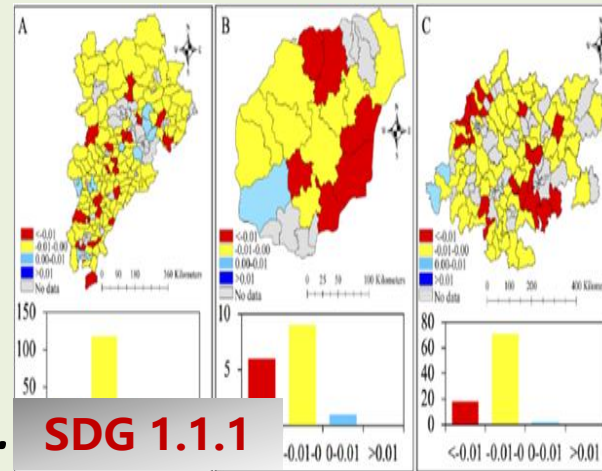 A
B
C
<-0.01
-0.01-0.00
0.00-0.01
>0.01
No data
0 90 180 360 Kilometers
<-0.01
-0.01-0.00
0.00-0.01
>0.01
No data
0 25 50 100 Kilometers
<-0.01
-0.01-0.00
0.00-0.01
>0.01
No data
0 100 200 400 Kilometers
150
100
50
10
5
-0.01-0 0-0.01 >0.01
80
60
40
20
0
<-0.01 -0.01-0 0-0.01 >0.01
SDG 1.1.1